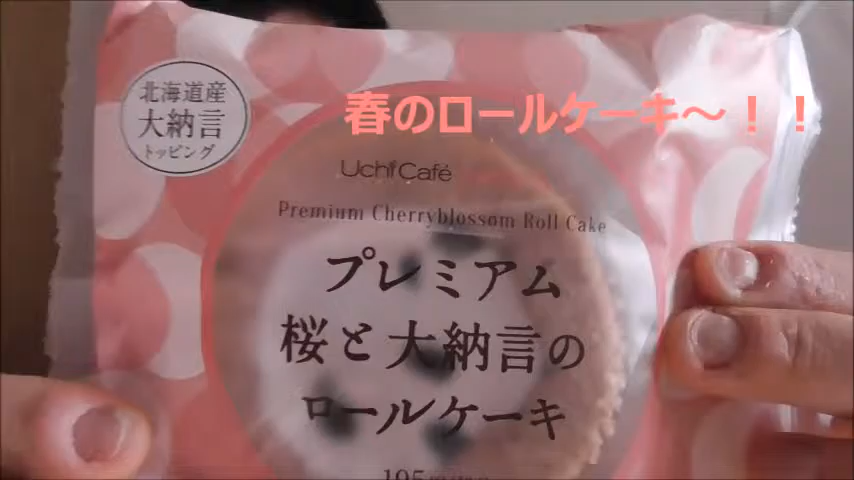 北海道産
大納言
トッピング
春のロールケーキ～！！
Uchi Café
Premium Cherryblossom Roll Cake
プレミアム
桜と大納言の
ロールケーキ